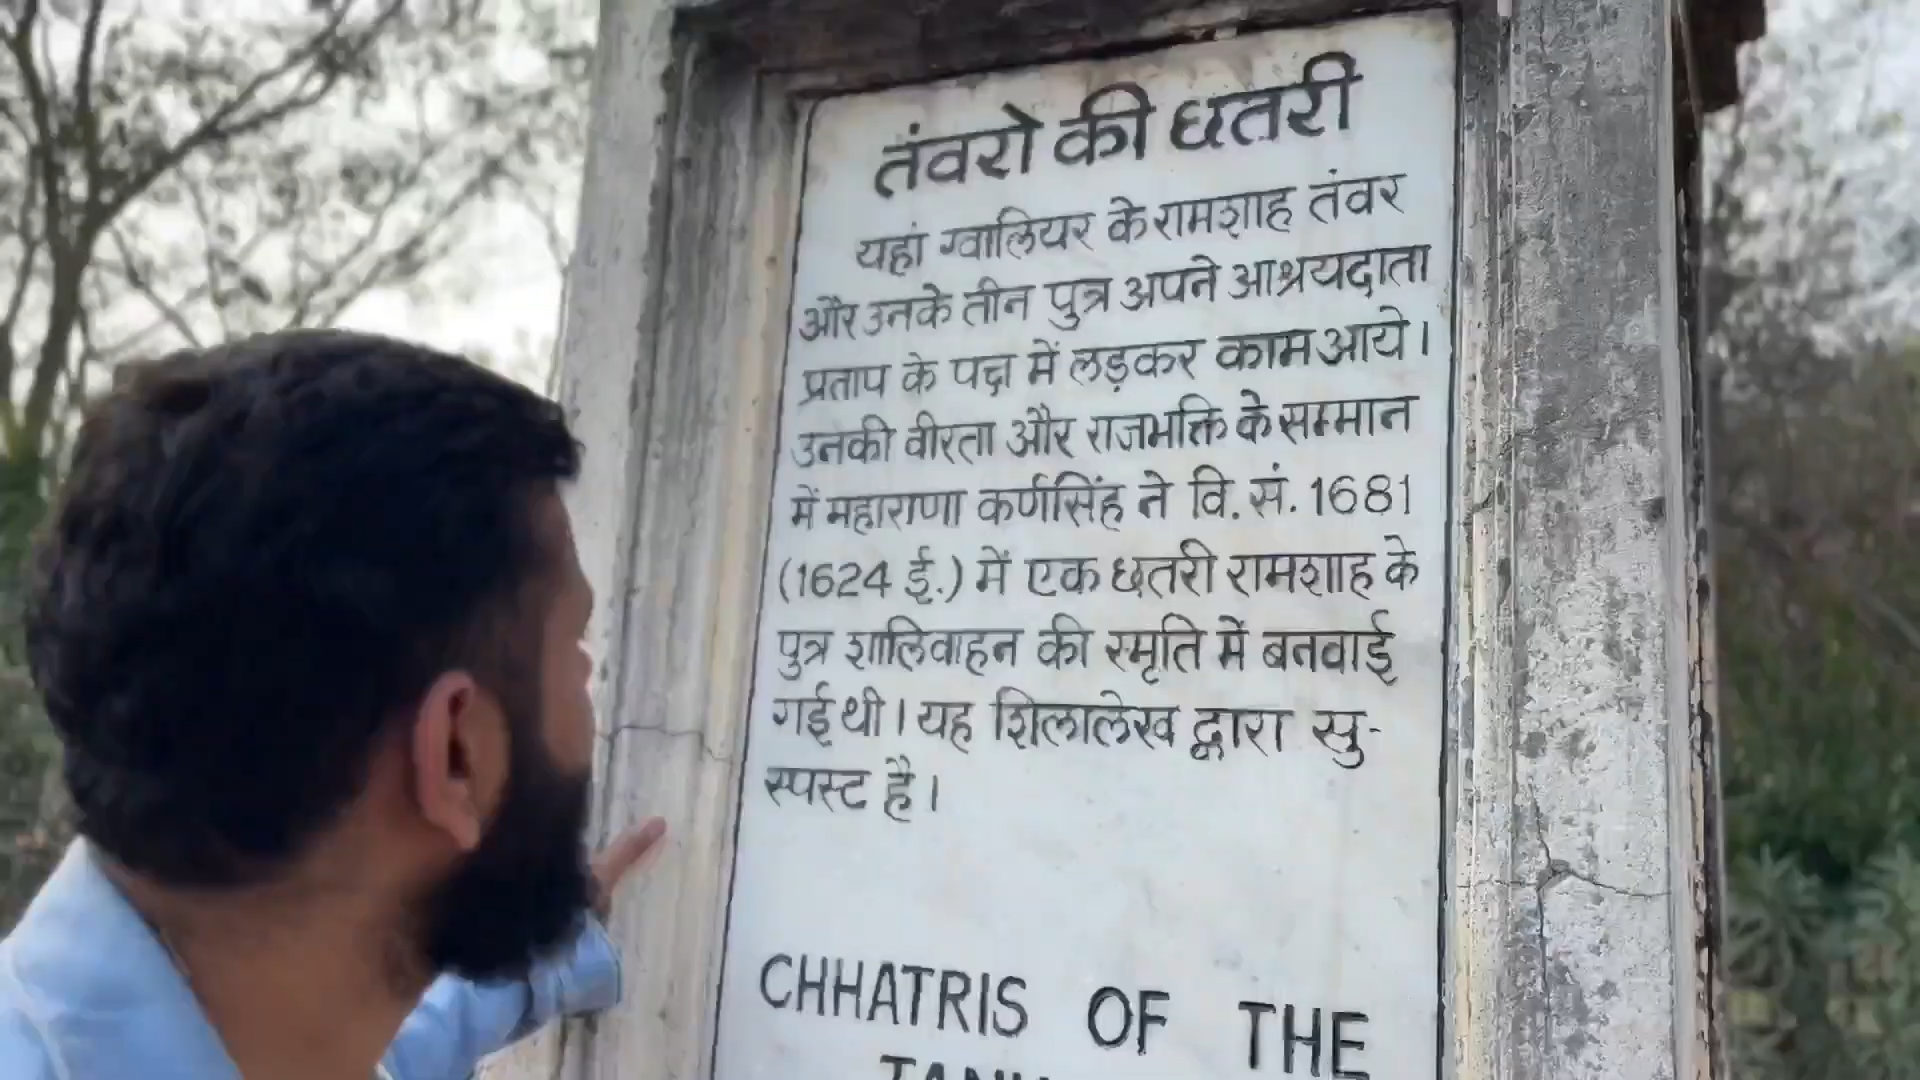 तंवरो की छतरी
यहां ग्वालियर के रामशाह तंवर
और उनके तीन पुत्र अपने आश्रयदाता
प्रताप के पक्ष में लड़कर काम आये।
उनकी वीरता और राजभक्ति के सम्मान
में महाराणा कर्णसिंह ने वि. सं. 1681
(1624 ई.) में एक छतरी रामशाह के
पुत्र शालिवाहन की स्मृति में बनवाई
गई थी। यह शिलालेख द्वारा सु-
स्पस्ट है।
CHHATRIS OF THE